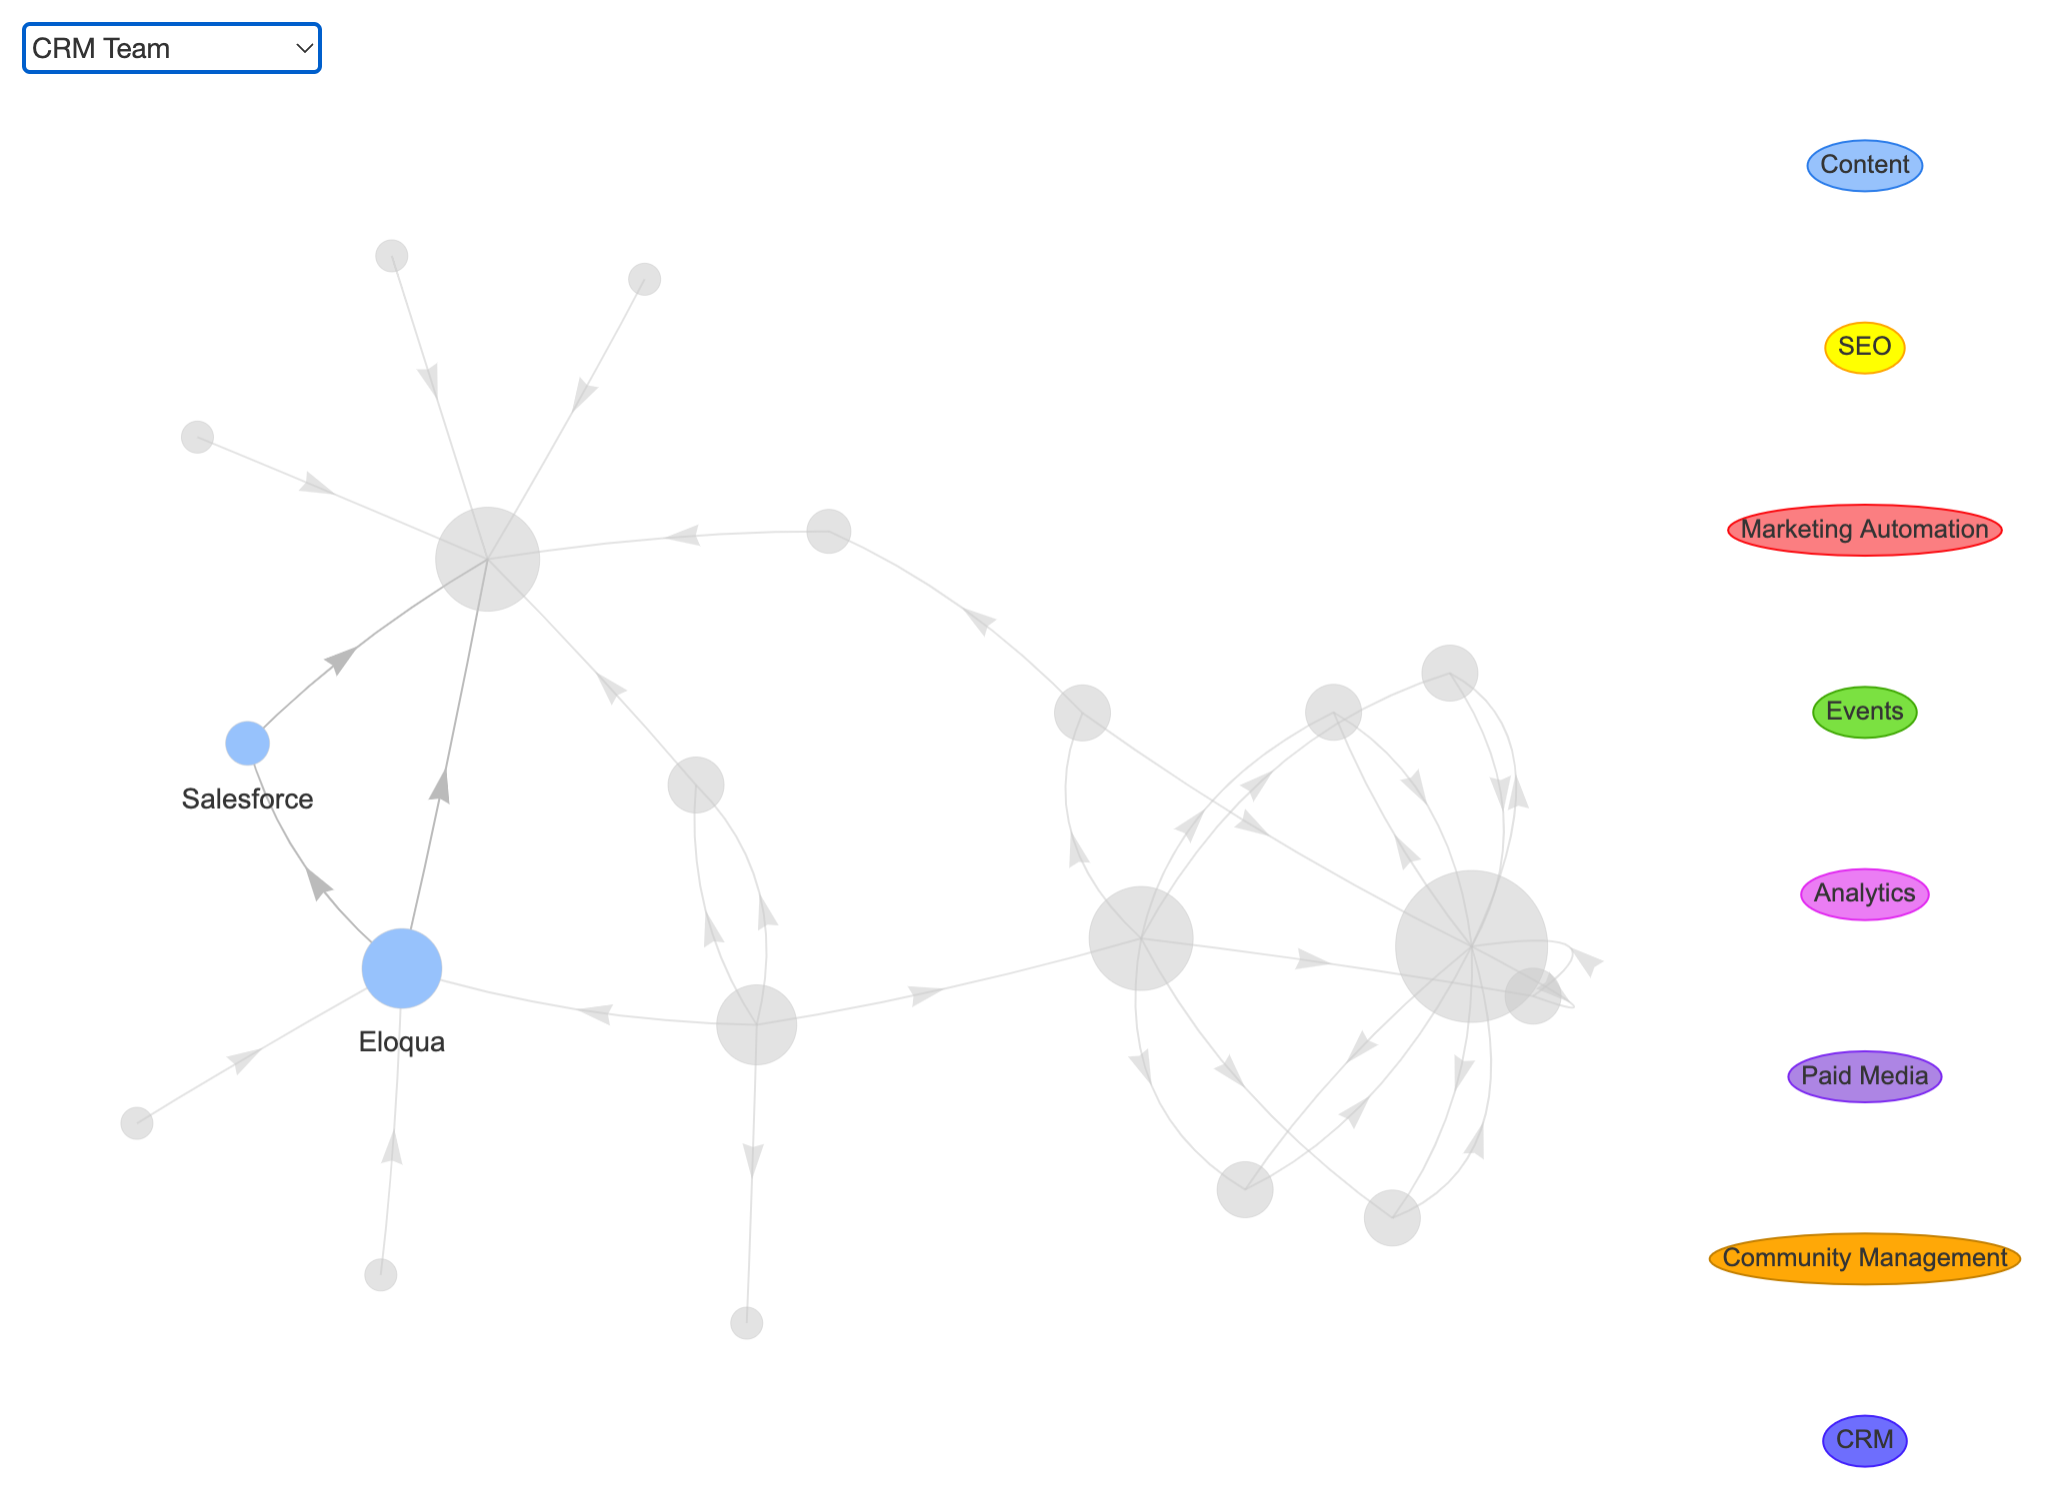 CRM Team
Content
SEO
Marketing Automation
Events
Salesforce
Analytics
Eloqua
Paid Media
Community Management
CRM